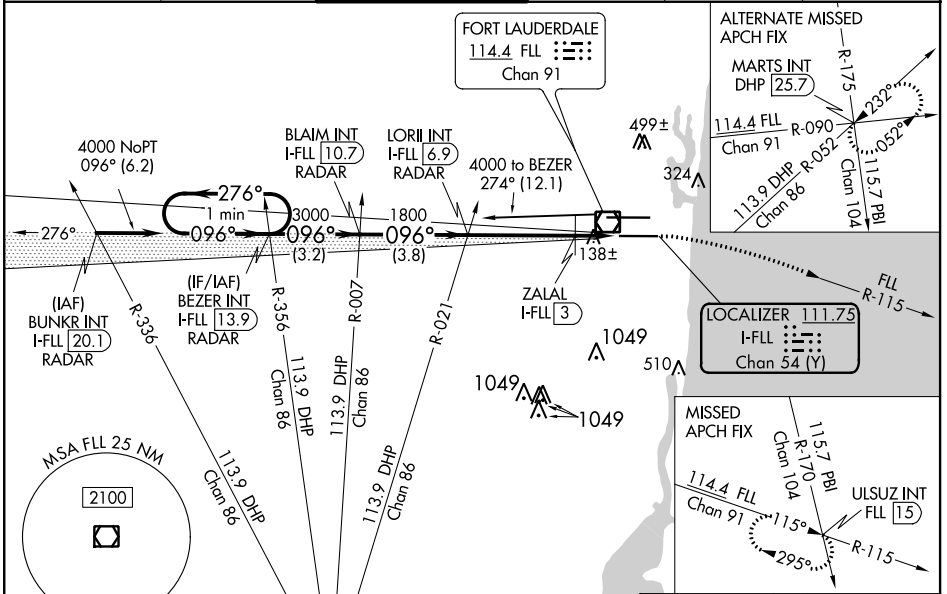 FORT LAUDERDALE
114.4 FLL
Chan 91
ALTERNATE MISSED
APCH FIX
MARTS INT
DHP 25.7
R-175
232°
052°
114.4 FLL
Chan 91
R-090
R-052
113.9 DHP
Chan 86
115.7 PBI
Chan 104
4000 NoPT
096° (6.2)
BLAIM INT
I-FLL 10.7
RADAR
LORII INT
I-FLL 6.9
RADAR
4000 to BEZER
274° (12.1)
499±
324
276°
1 min
3000
1800
276°
096°
096°
096°
(3.2)
(3.8)
138±
(IAF)
BUNKR INT
I-FLL 20.1
RADAR
(IF/IAF)
BEZER INT
I-FLL 13.9
RADAR
R-336
R-356
R-007
R-021
ZALAL
I-FLL 3
FLL
R-115
LOCALIZER 111.75
I-FLL
Chan 54 (Y)
1049
510
1049
1049
113.9 DHP
Chan 86
113.9 DHP
Chan 86
113.9 DHP
Chan 86
113.9 DHP
Chan 86
MSA FLL 25 NM
2100
MISSED
APCH FIX
115.7 PBI
R-170
Chan 104
114.4 FLL
Chan 91
115°
295°
ULSUZ INT
FLL 15
R-115